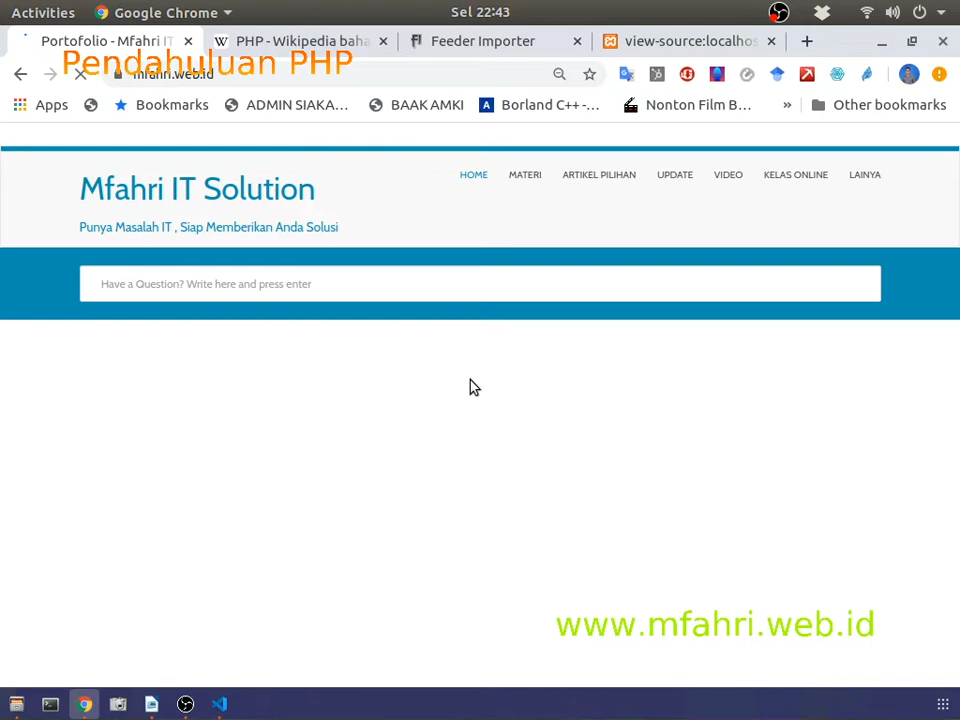 Activities
Google Chrome
Sel 22:43
Portofolio - Mfahri IT
PHP - Wikipedia baha
Feeder Importer
view-source:localhos
Pendahuluan PHP
mfahri.web.id
Apps
Bookmarks
ADMIN SIAKA...
BAAK AMKI
Borland C++ -...
Nonton Film B...
»
Other bookmarks
Mfahri IT Solution
HOME
MATERI
ARTIKEL PILIHAN
UPDATE
VIDEO
KELAS ONLINE
LAINYA
Punya Masalah IT , Siap Memberikan Anda Solusi
Have a Question? Write here and press enter
www.mfahri.web.id